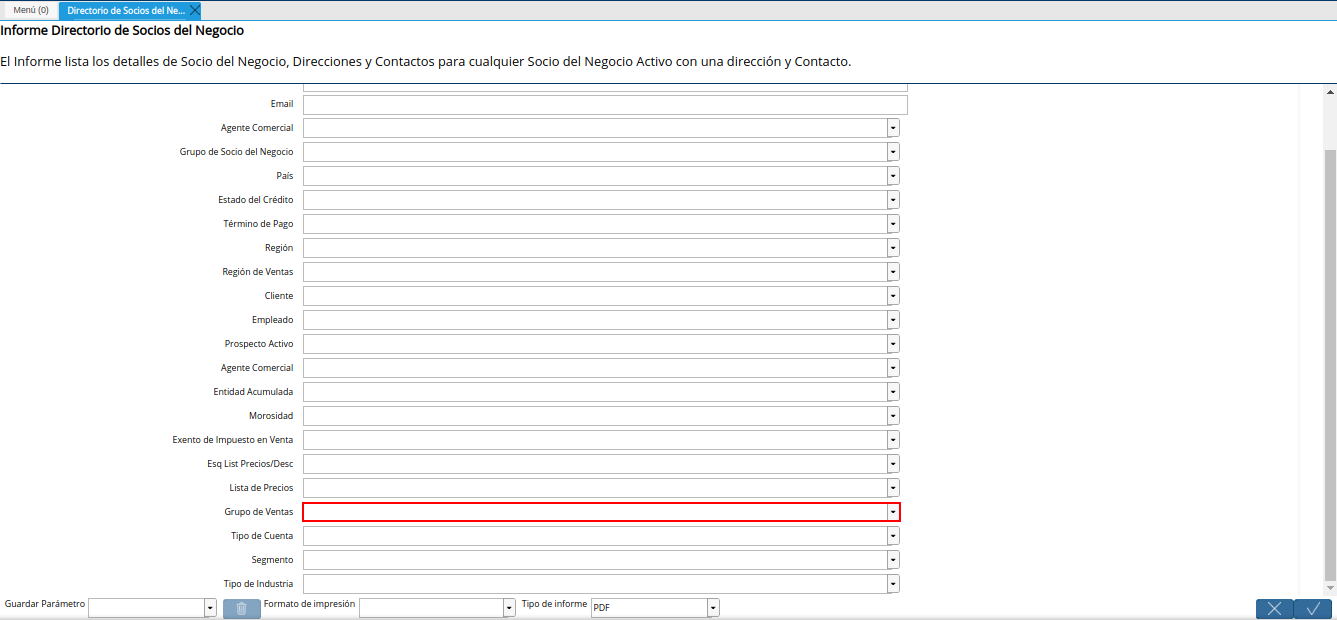 Menú (0)
Directorio de Socios del Ne...
Informe Directorio de Socios del Negocio
El Informe lista los detalles de Socio del Negocio, Direcciones y Contactos para cualquier Socio del Negocio Activo con una dirección y Contacto.
Email
Agente Comercial
Grupo de Socio del Negocio
País
Estado del Crédito
Término de Pago
Región
Región de Ventas
Cliente
Empleado
Prospecto Activo
Agente Comercial
Entidad Acumulada
Morosidad
Exento de Impuesto en Venta
Esq List Precios/Desc
Lista de Precios
Grupo de Ventas
Tipo de Cuenta
Segmento
Tipo de Industria
Guardar Parámetro
Formato de impresión
Tipo de informe
PDF